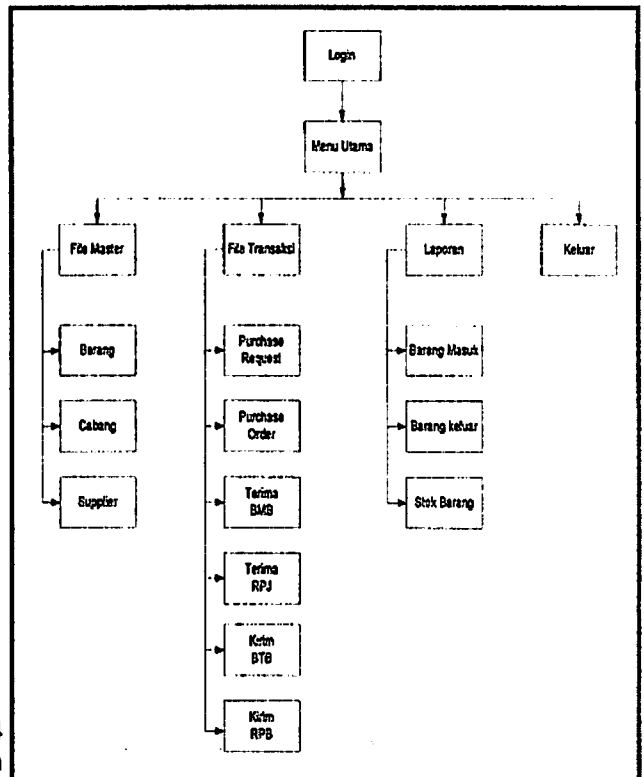 Login
Menu Utama
File Master
File Transaksi
Laporan
Keluar
Barang
Cabang
Supplier
Purchase
Request
Purchase
Order
Terima
BMB
Terima
RPJ
Kirim
BTB
Kirim
RPB
Barang Masuk
Barang keluar
Stok Barang